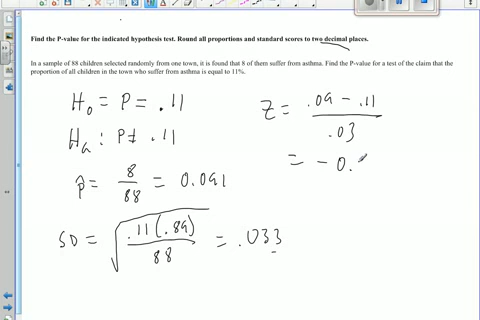 Find the P-value for the indicated hypothesis test. Round all proportions and standard scores to two decimal places.
In a sample of 88 children selected randomly from one town, it is found that 8 of them suffer from asthma. Find the P-value for a test of the claim that the
proportion of all children in the town who suffer from asthma is equal to 11%.
H₀ = P = .11
Hₐ : P ≠ .11
p̂ = 8/88 = 0.091
SD = √(.11(.89)/88) = .033
Z = (.09 - .11)/.03
= -0.